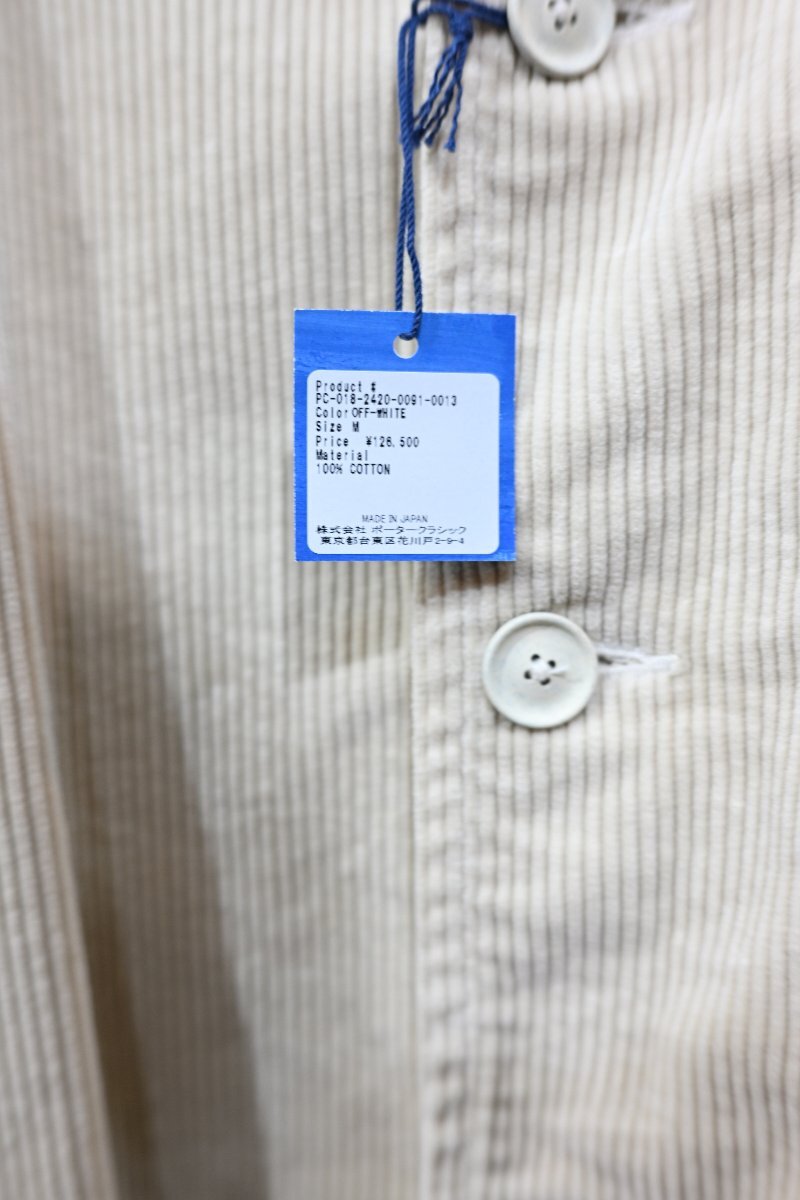 Product #
PC-018-2420-0091-0013
Color OFF-WHITE
Size M
Price ¥126,500
Material
100% COTTON
MADE IN JAPAN
株式会社 ポータークラシック
東京都台東区花川戸2-9-4